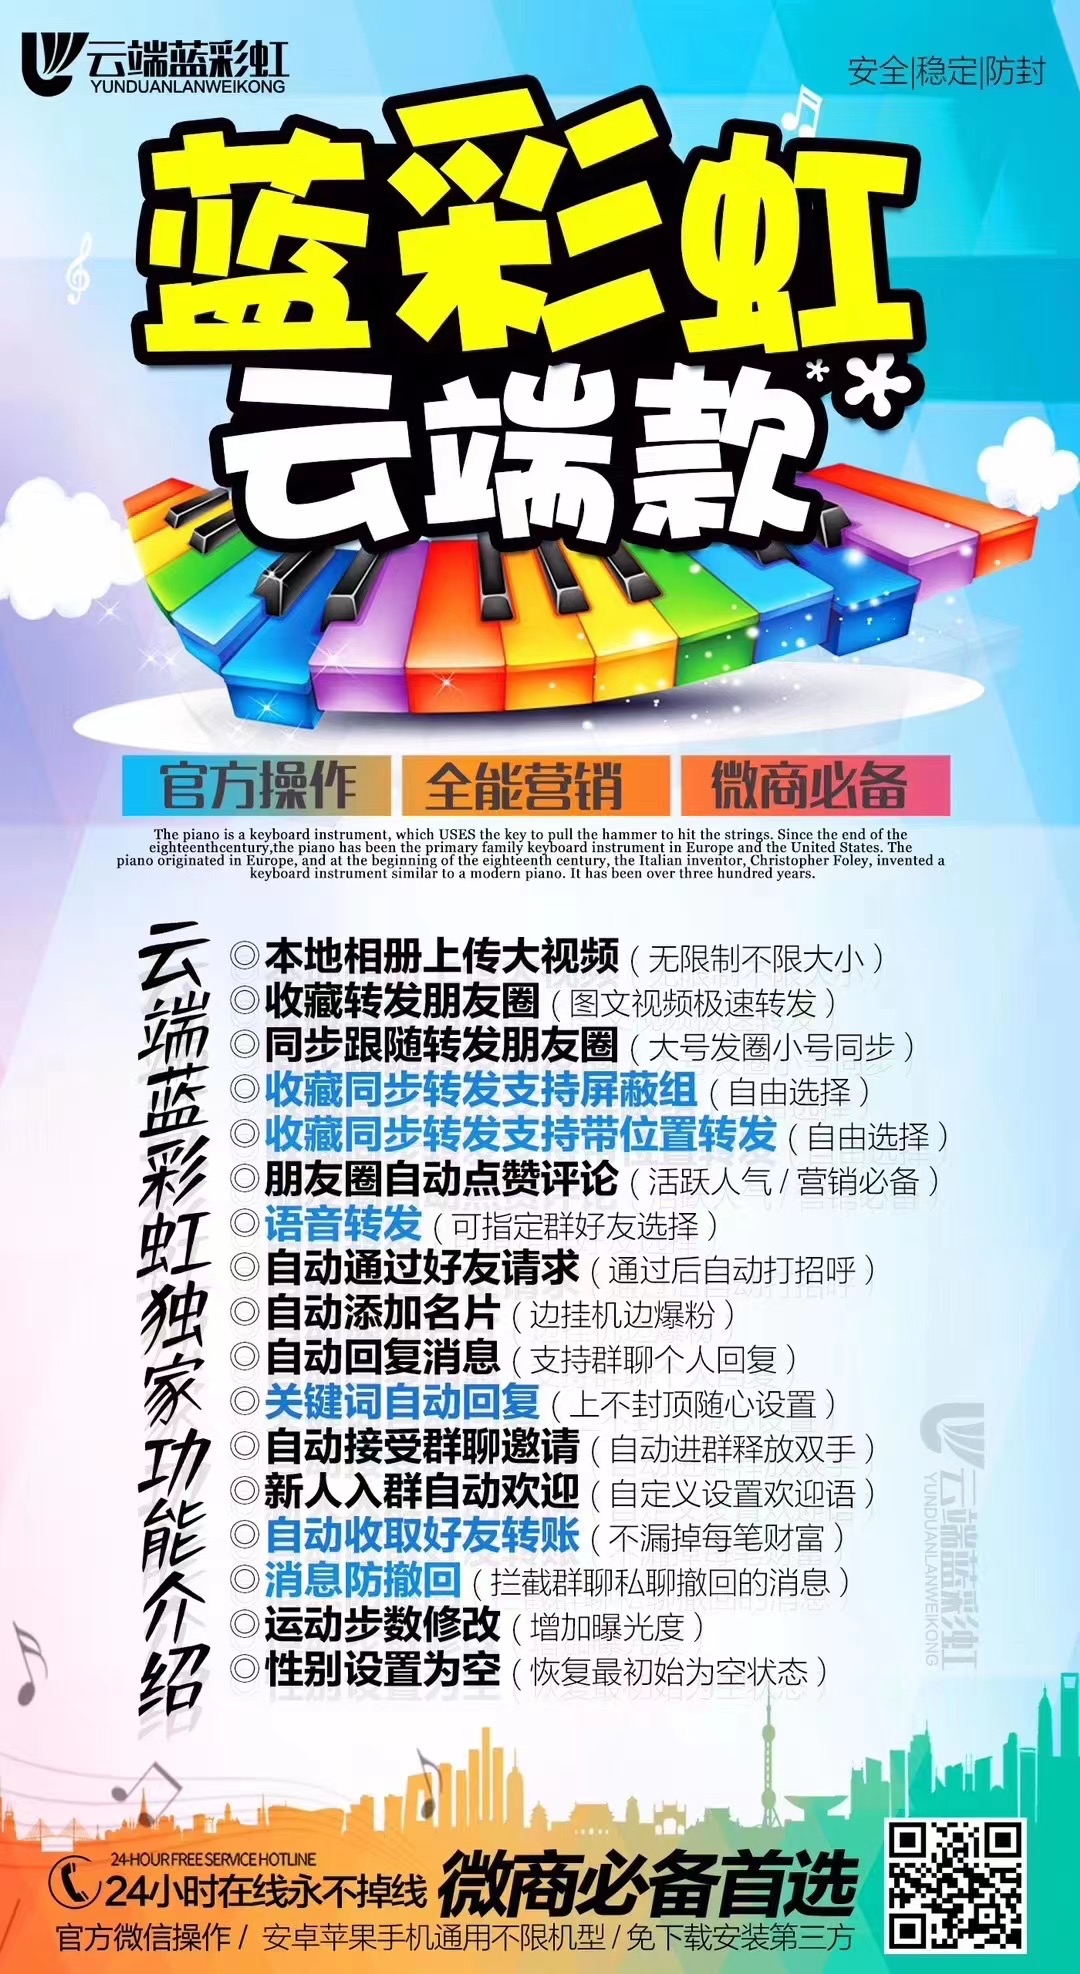 云端蓝彩虹
YUNDUANLANWEIKONG
安全|稳定|防封
蓝彩虹
云端款
官方操作 全能营销 微商必备
The piano is a keyboard instrument, which USES the key to pull the hammer to hit the strings. Since the end of the
eighteenthcentury,the piano has been the primary family keyboard instrument in Europe and the United States. The
piano originated in Europe, and at the beginning of the eighteenth century, the Italian inventor, Christopher Foley, invented a
keyboard instrument similar to a modern piano. It has been over three hundred years.
云端蓝彩虹独家功能介绍
◎本地相册上传大视频（无限制不限大小）
◎收藏转发朋友圈（图文视频极速转发）
◎同步跟随转发朋友圈（大号发圈小号同步）
◎收藏同步转发支持屏蔽组（自由选择）
◎收藏同步转发支持带位置转发（自由选择）
◎朋友圈自动点赞评论（活跃人气/营销必备）
◎语音转发（可指定群好友选择）
◎自动通过好友请求（通过后自动打招呼）
◎自动添加名片（边挂机边爆粉）
◎自动回复消息（支持群聊个人回复）
◎关键词自动回复（上不封顶随心设置）
◎自动接受群聊邀请（自动进群释放双手）
◎新人入群自动欢迎（自定义设置欢迎语）
◎自动收取好友转账（不漏掉每笔财富）
◎消息防撤回（拦截群聊私聊撤回的消息）
◎运动步数修改（增加曝光度）
◎性别设置为空（恢复最初始为空状态）
云端蓝彩虹
YUNDUANLANWEIKONG
24-HOUR FREE SERVICE HOTLINE
24小时在线永不掉线
微商必备首选
官方微信操作/ 安卓苹果手机通用不限机型/免下载安装第三方